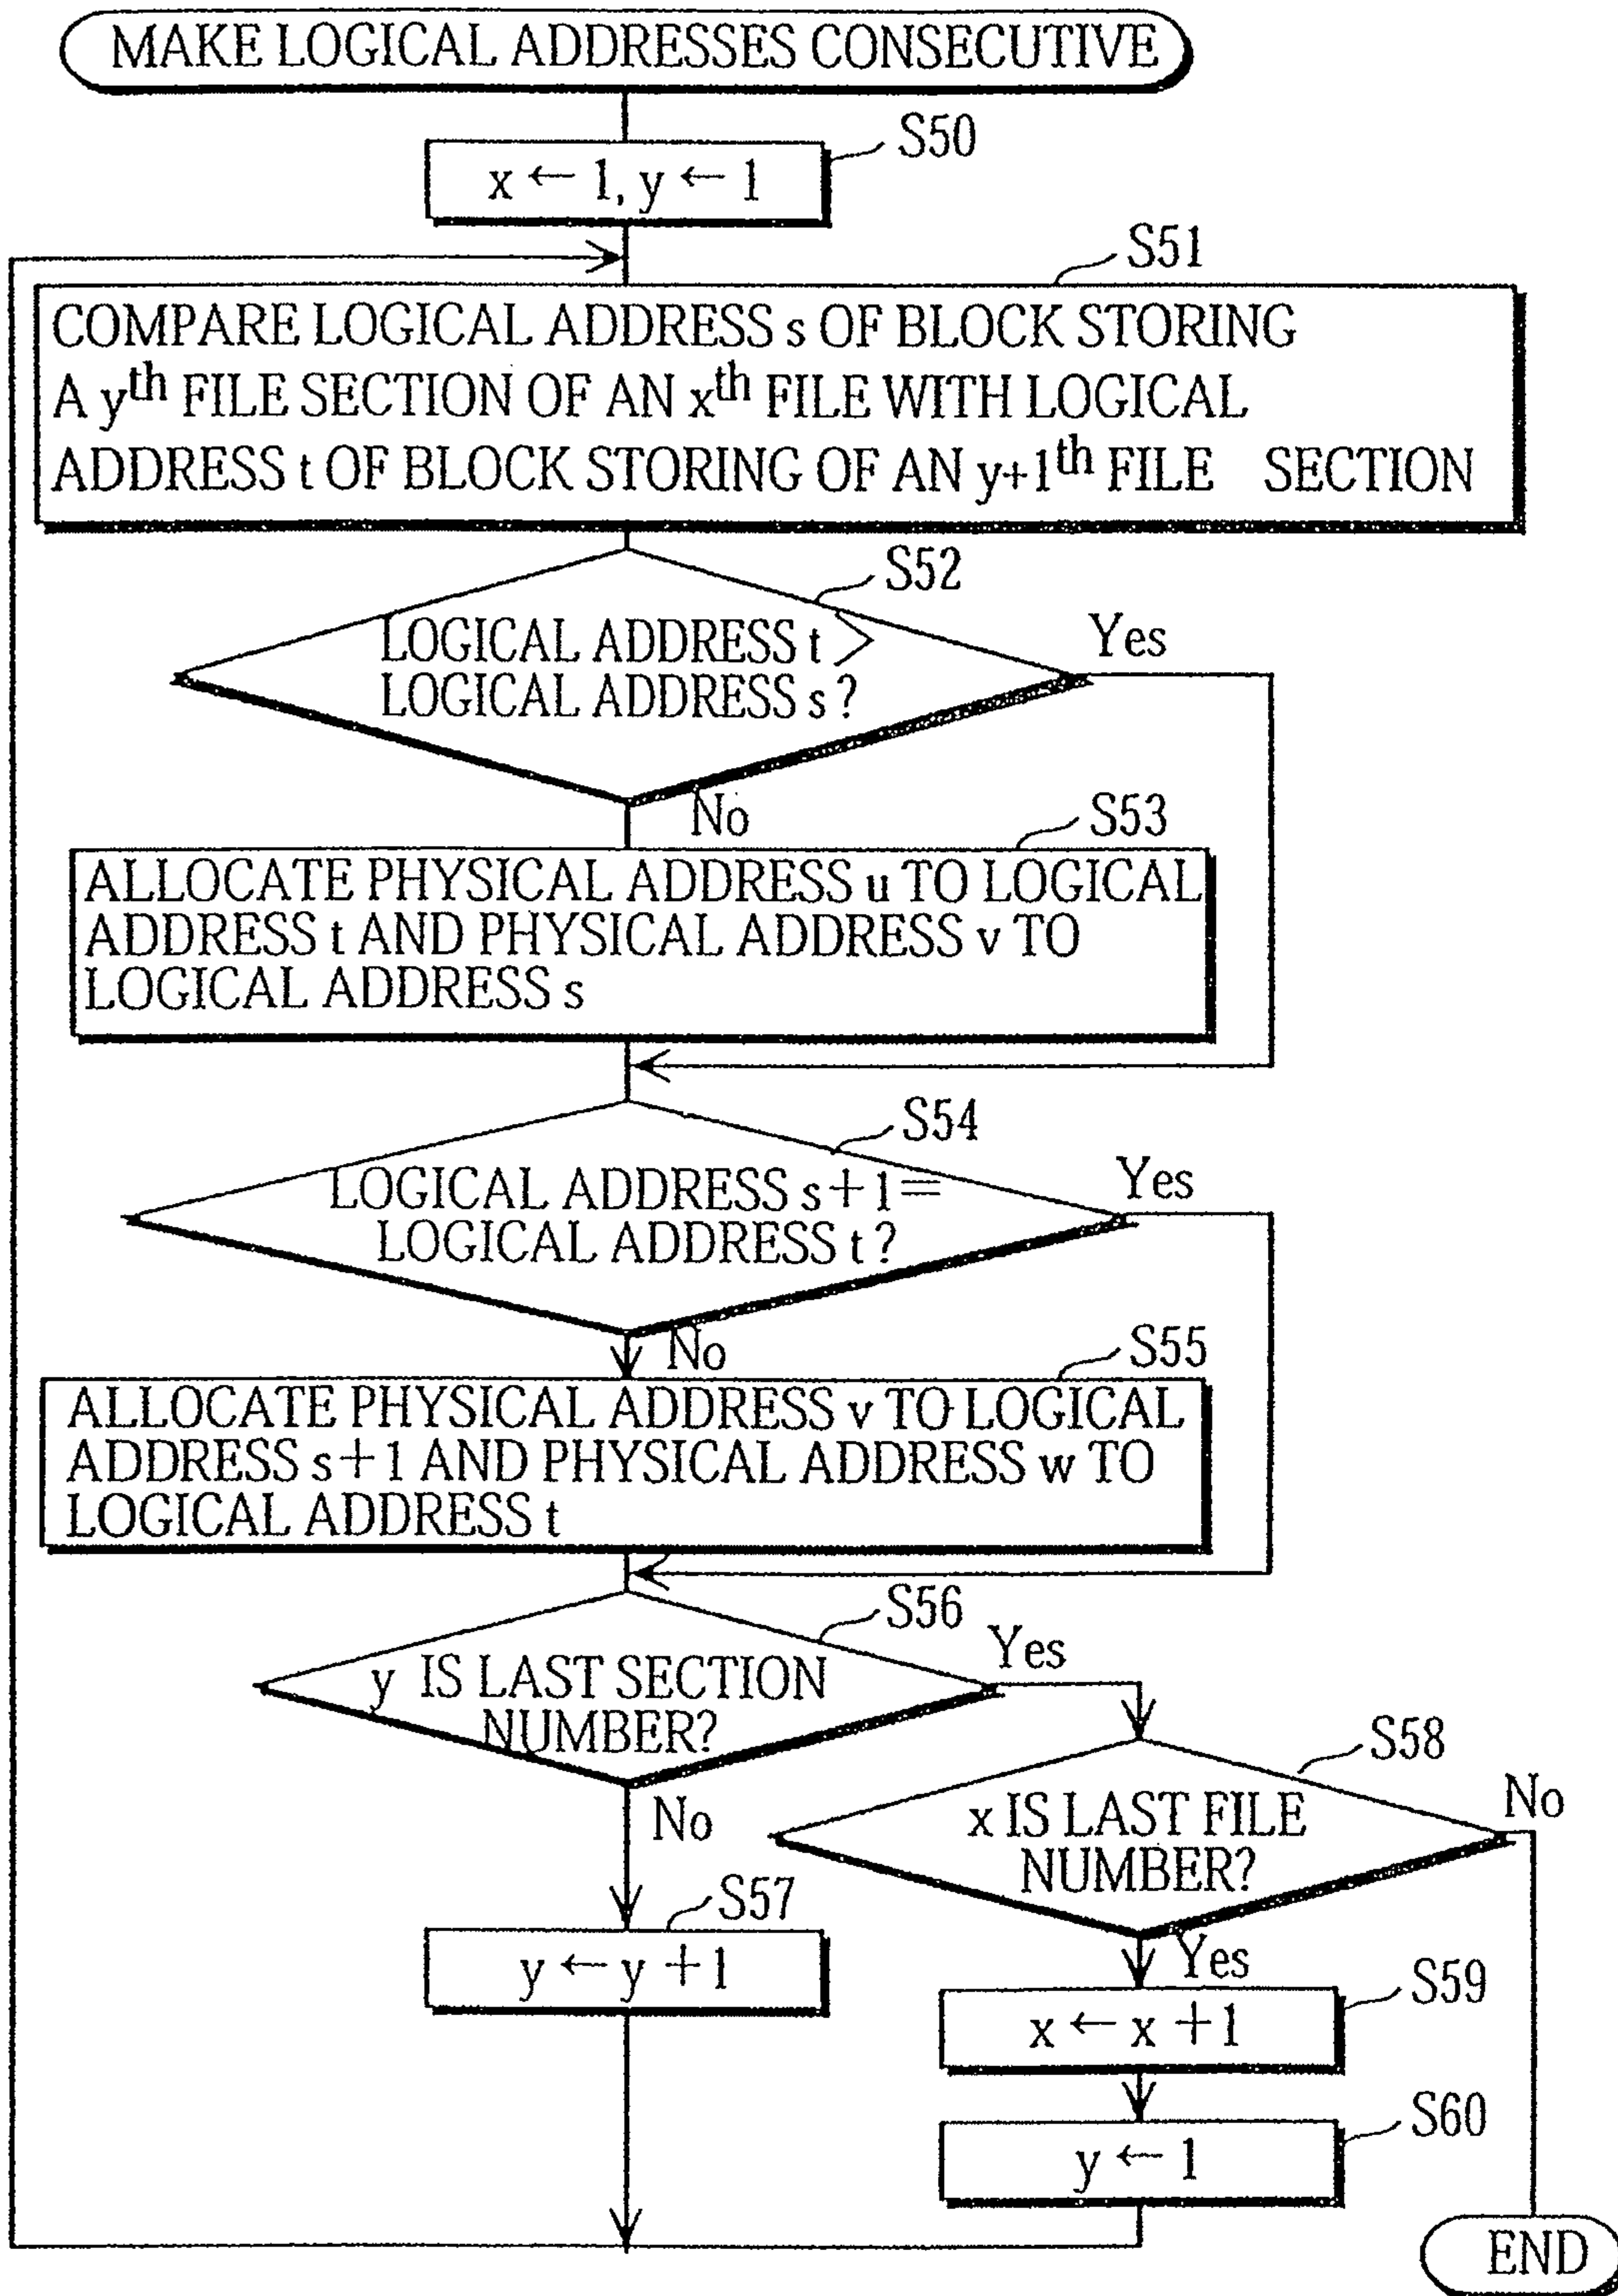 MAKE LOGICAL ADDRESSES CONSECUTIVE
S50
x ← 1, y ← 1
S51
COMPARE LOGICAL ADDRESS s OF BLOCK STORING
A yth FILE SECTION OF AN xth FILE WITH LOGICAL
ADDRESS t OF BLOCK STORING OF AN y+1th FILE SECTION
S52
LOGICAL ADDRESS t >
LOGICAL ADDRESS s ?
Yes
No
S53
ALLOCATE PHYSICAL ADDRESS u TO LOGICAL
ADDRESS t AND PHYSICAL ADDRESS v TO
LOGICAL ADDRESS s
S54
LOGICAL ADDRESS s+1=
LOGICAL ADDRESS t ?
Yes
No
S55
ALLOCATE PHYSICAL ADDRESS v TO LOGICAL
ADDRESS s+1 AND PHYSICAL ADDRESS w TO
LOGICAL ADDRESS t
S56
y IS LAST SECTION
NUMBER?
Yes
No
S58
x IS LAST FILE
NUMBER?
No
Yes
S57
y ← y +1
S59
x ← x +1
S60
y ← 1
END